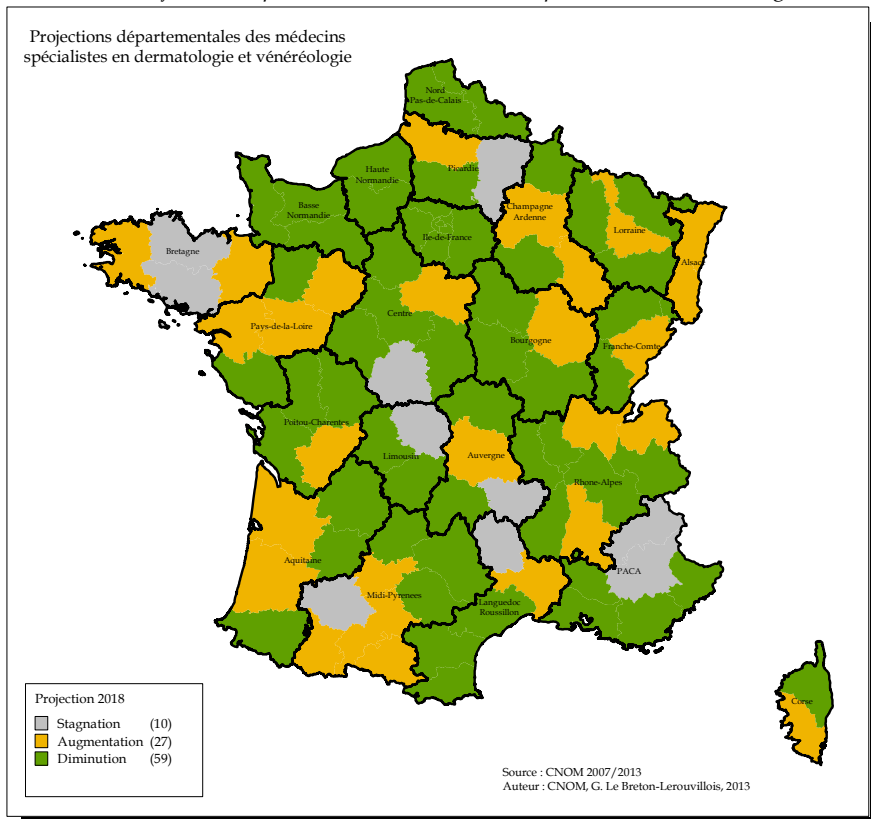 Projections départementales des médecins
spécialistes en dermatologie et vénéréologie
Nord
Pas-de-Calais
Picardie
Haute
Normandie
Basse
Normandie
Ile-de-France
Champagne
Ardenne
Lorraine
Alsace
Bretagne
Pays-de-la-Loire
Centre
Bourgogne
Franche-Comte
Poitou-Charentes
Limousin
Auvergne
Rhone-Alpes
Aquitaine
Midi-Pyrenees
Languedoc
Roussillon
PACA
Corse
Projection 2018
Stagnation (10)
Augmentation (27)
Diminution (59)
Source : CNOM 2007/2013
Auteur : CNOM, G. Le Breton-Lerouvillois, 2013